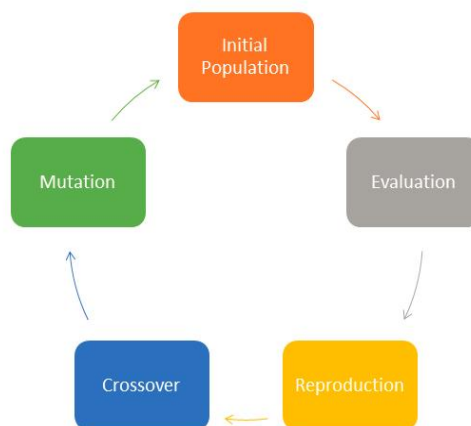 Initial
Population
Evaluation
Reproduction
Crossover
Mutation